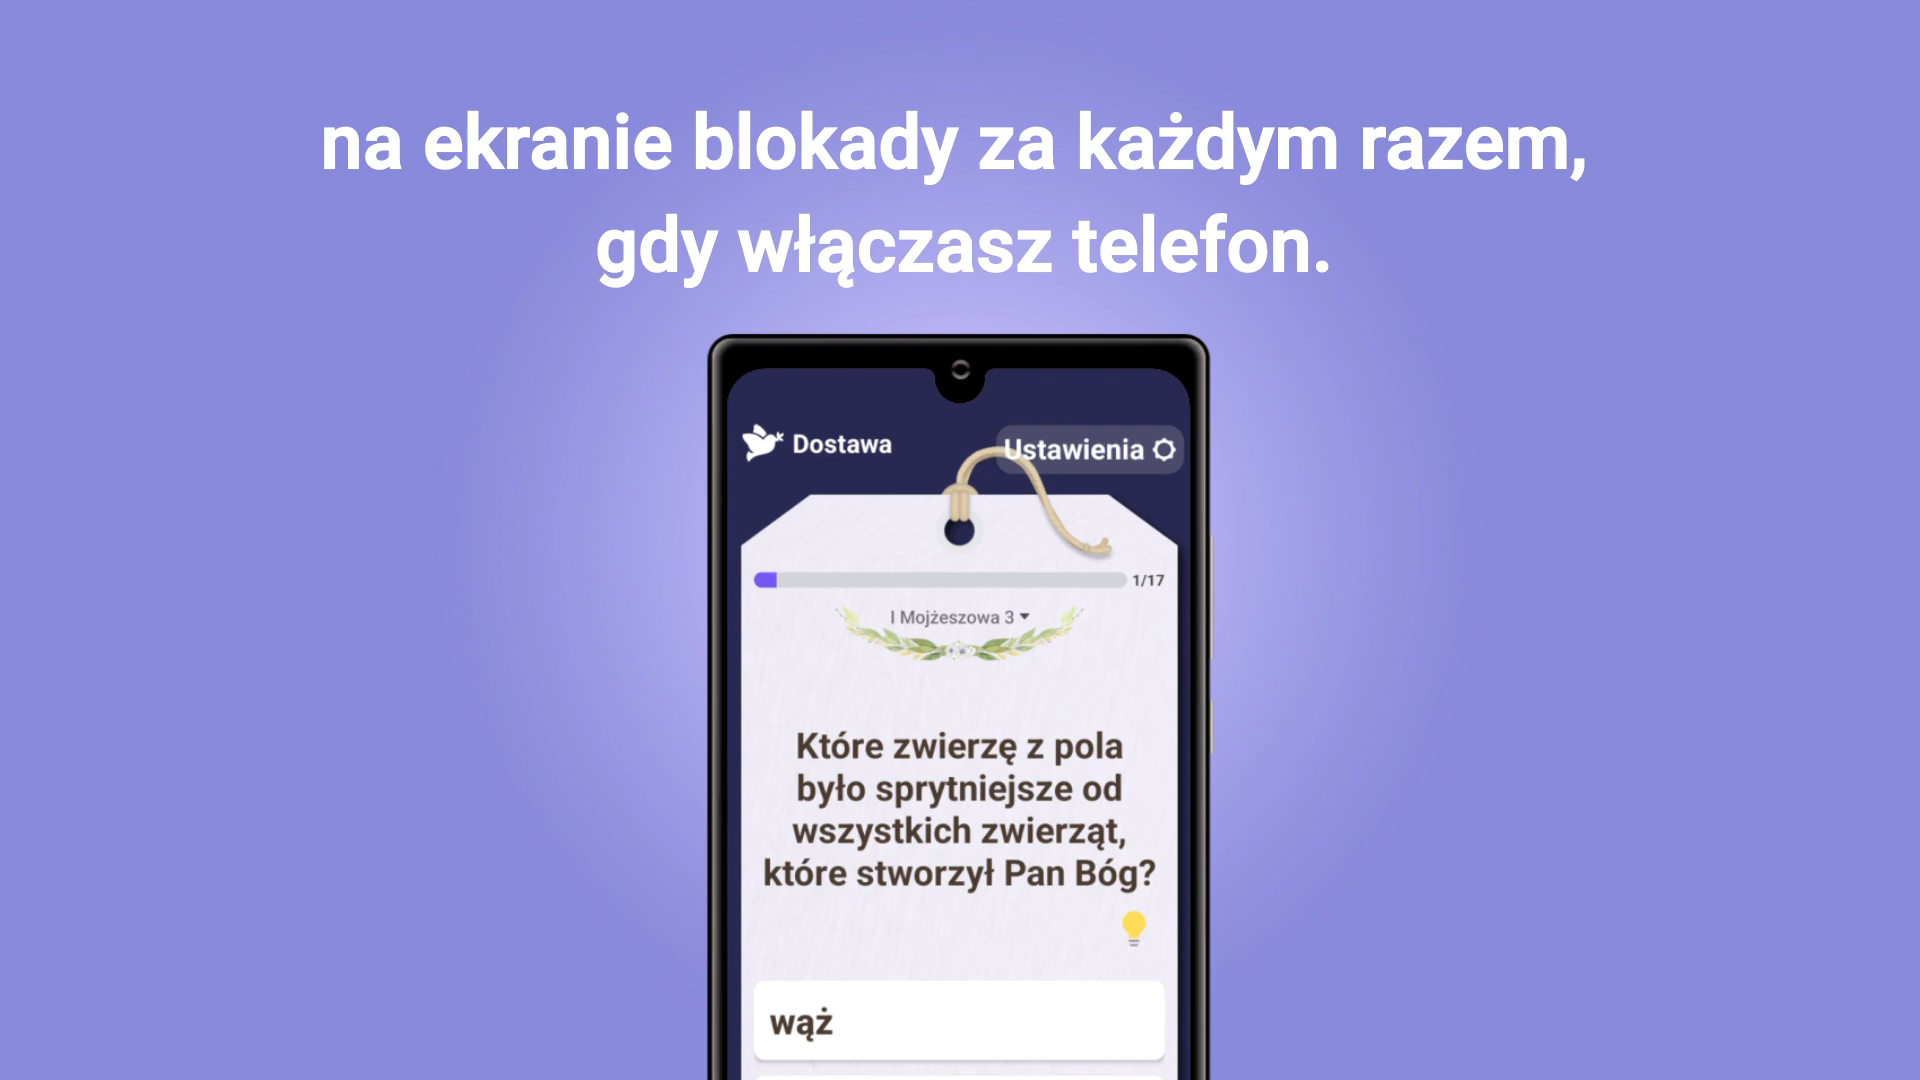 na ekranie blokady za każdym razem,
gdy włączasz telefon.
Dostawa
Ustawienia
1/17
I Mojżeszowa 3
Które zwierzę z pola
było sprytniejsze od
wszystkich zwierząt,
które stworzył Pan Bóg?
wąż